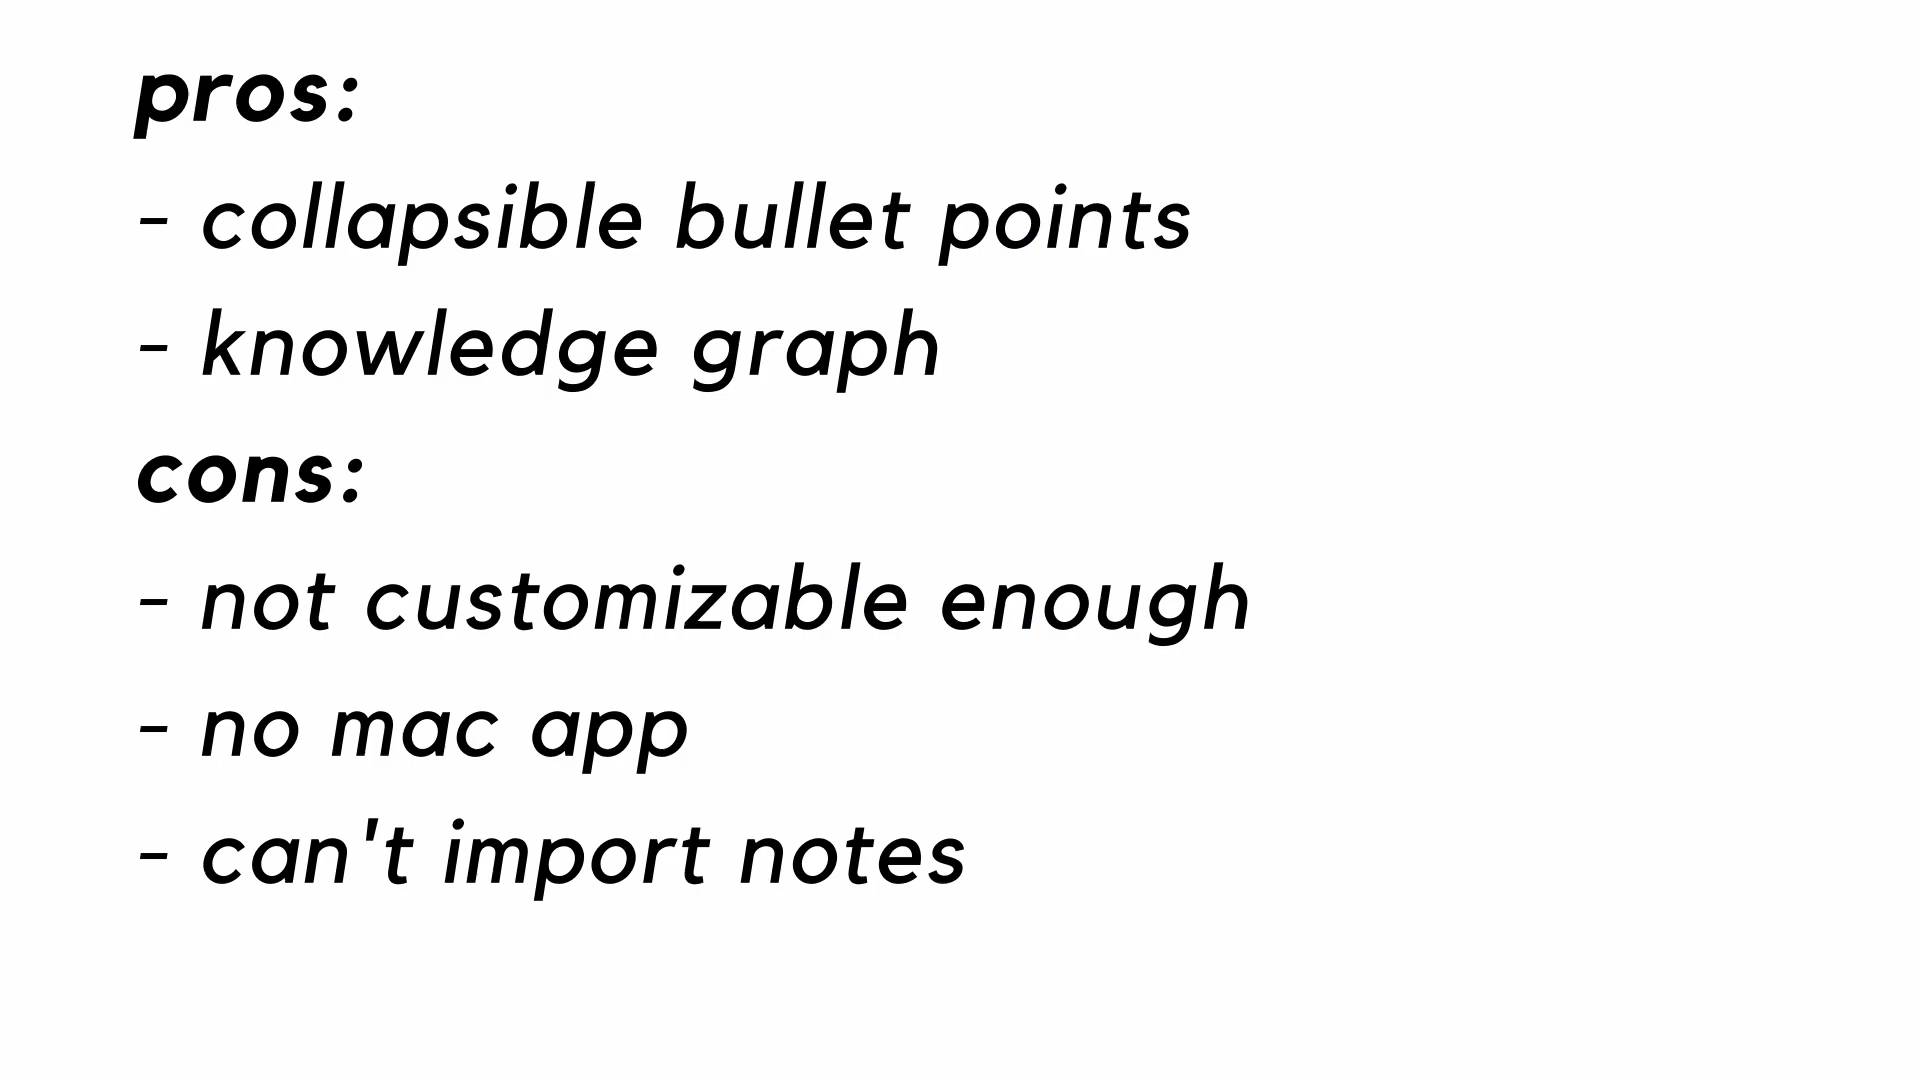 pros:
- collapsible bullet points
- knowledge graph
cons:
- not customizable enough
- no mac app
- can't import notes